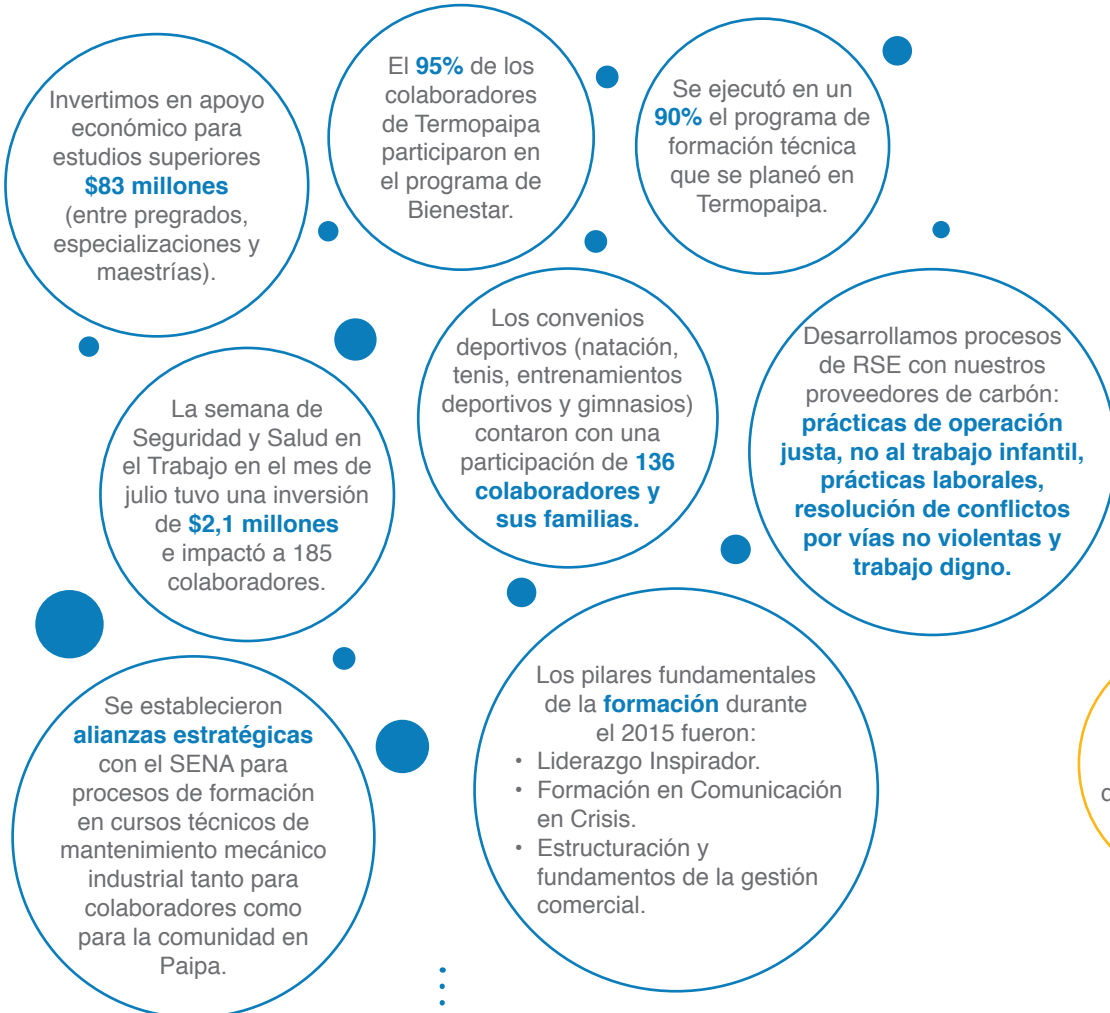 Invertimos en apoyo
económico para
estudios superiores
$83 millones
(entre pregrados,
especializaciones y
maestrías).
El 95% de los
colaboradores
de Termopaipa
participaron en
el programa de
Bienestar.
Se ejecutó en un
90% el programa de
formación técnica
que se planeó en
Termopaipa.
La semana de
Seguridad y Salud en
el Trabajo en el mes de
julio tuvo una inversión
de $2,1 millones
e impactó a 185
colaboradores.
Los convenios
deportivos (natación,
tenis, entrenamientos
deportivos y gimnasios)
contaron con una
participación de 136
colaboradores y
sus familias.
Desarrollamos procesos
de RSE con nuestros
proveedores de carbón:
prácticas de operación
justa, no al trabajo infantil,
prácticas laborales,
resolución de conflictos
por vías no violentas y
trabajo digno.
Se establecieron
alianzas estratégicas
con el SENA para
procesos de formación
en cursos técnicos de
mantenimiento mecánico
industrial tanto para
colaboradores como
para la comunidad en
Paipa.
Los pilares fundamentales
de la formación durante
el 2015 fueron:
• Liderazgo Inspirador.
• Formación en Comunicación
en Crisis.
• Estructuración y
fundamentos de la gestión
comercial.